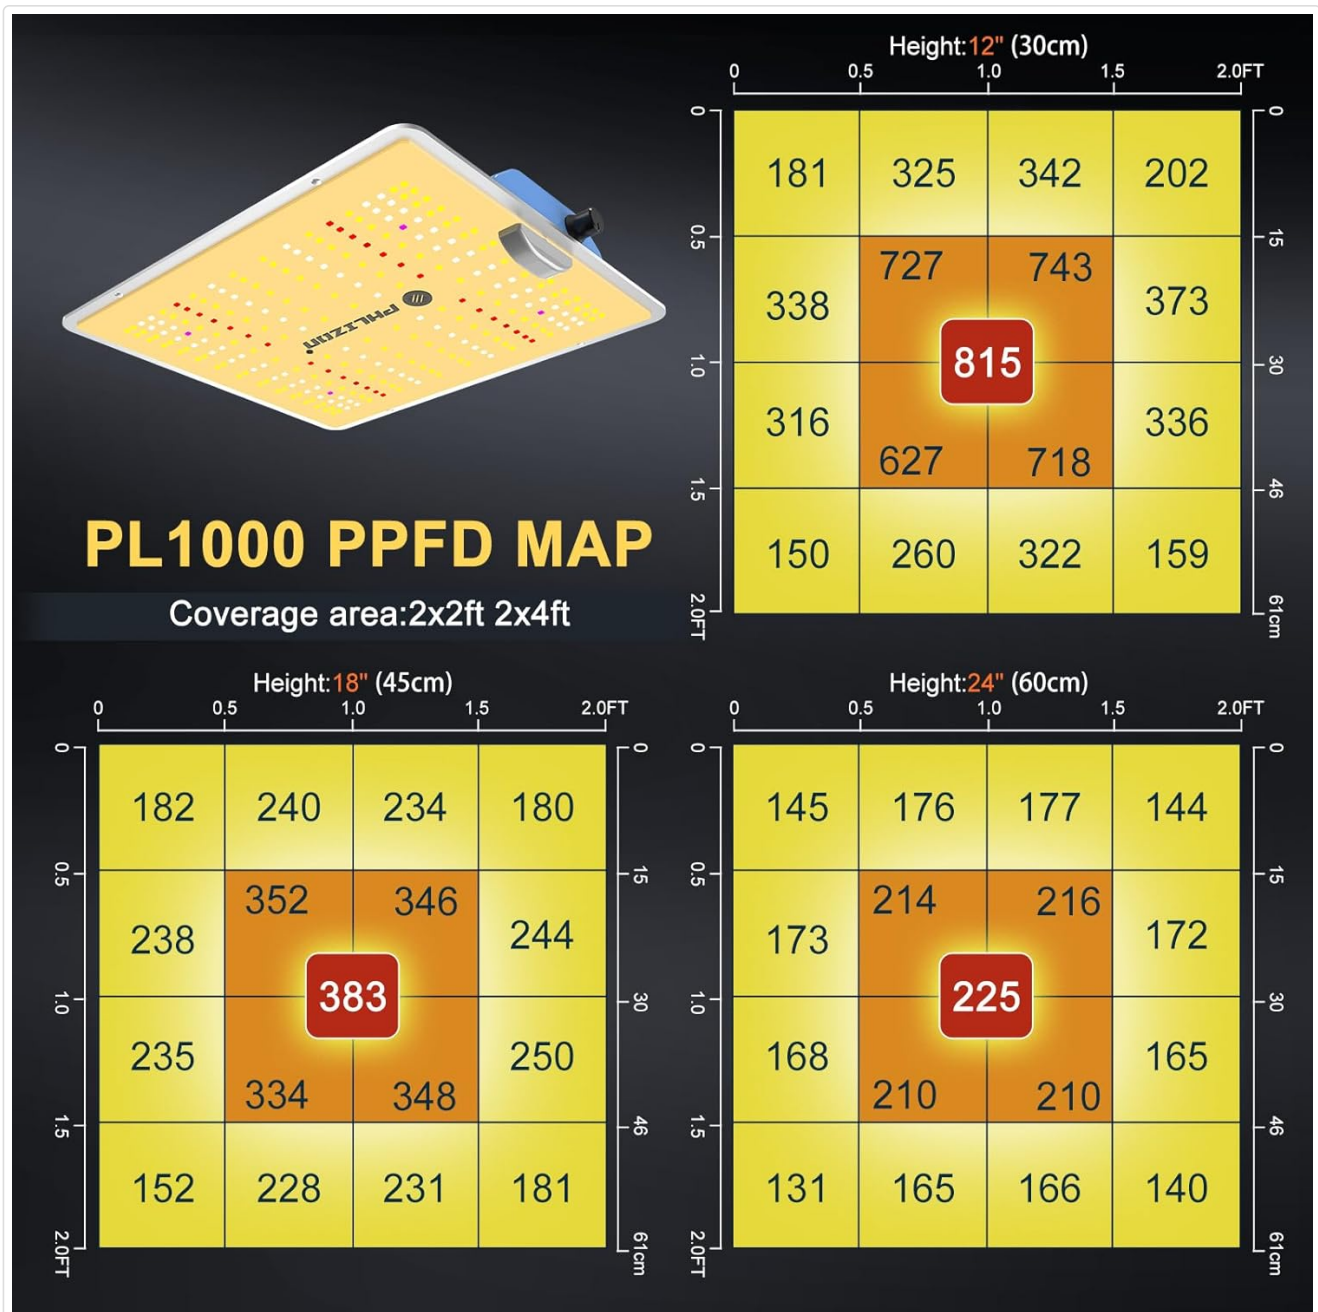 Height:12" (30cm)
0 0.5 1.0 1.5 2.0FT
0 0.5 1.0 1.5 2.0FT
181 325 342 202
727 743
338 373
815
316 336
627 718
150 260 322 159
0 15 30 46 61cm
PHLIZON
PL1000 PPFD MAP
Coverage area:2x2ft 2x4ft
Height:18" (45cm)
0 0.5 1.0 1.5 2.0FT
0 0.5 1.0 1.5 2.0FT
182 240 234 180
352 346
238 244
383
235 250
334 348
152 228 231 181
0 15 30 46 61cm
Height:24" (60cm)
0 0.5 1.0 1.5 2.0FT
0 0.5 1.0 1.5 2.0FT
145 176 177 144
214 216
173 172
225
168 165
210 210
131 165 166 140
0 15 30 46 61cm